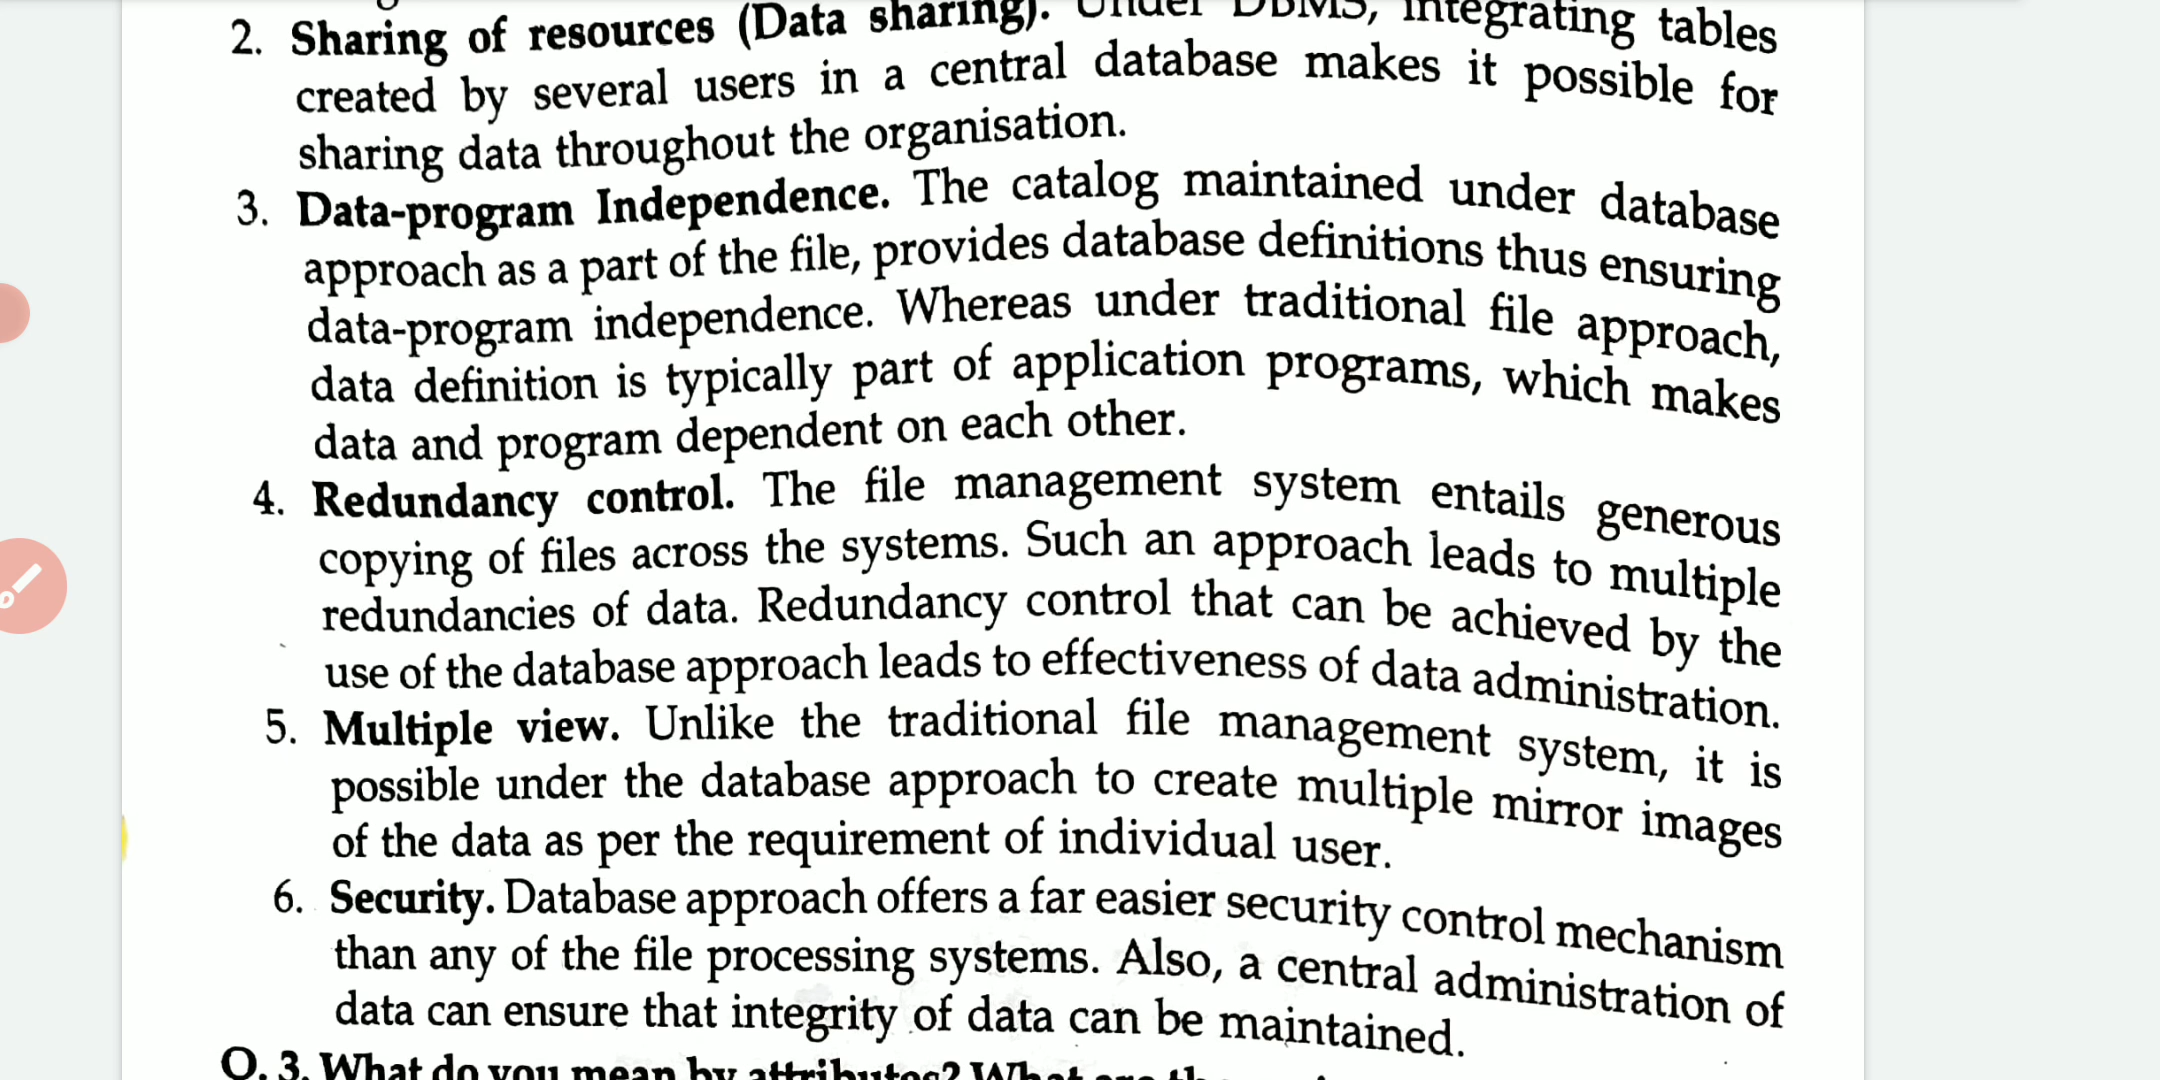 2. Sharing of resources (Data sharing). Under DBMS, integrating tables
created by several users in a central database makes it possible for
sharing data throughout the organisation.
3. Data-program Independence. The catalog maintained under database
approach as a part of the file, provides database definitions thus ensuring
data-program independence. Whereas under traditional file approach,
data definition is typically part of application programs, which makes
data and program dependent on each other.
4. Redundancy control. The file management system entails generous
copying of files across the systems. Such an approach leads to multiple
redundancies of data. Redundancy control that can be achieved by the
use of the database approach leads to effectiveness of data administration.
5. Multiple view. Unlike the traditional file management system, it is
possible under the database approach to create multiple mirror images
of the data as per the requirement of individual user.
6. Security. Database approach offers a far easier security control mechanism
than any of the file processing systems. Also, a central administration of
data can ensure that integrity of data can be maintained.
Q. 3. What do you mean by attributes? What are the